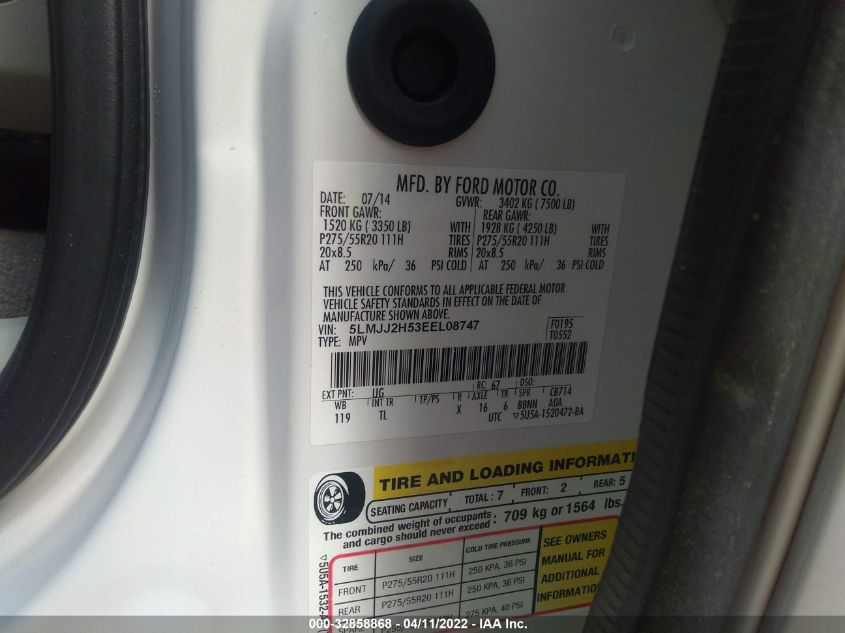 MFD. BY FORD MOTOR CO.
DATE: 07/14 GVWR: 3402 KG ( 7500 LB)
FRONT GAWR: REAR GAWR:
1520 KG ( 3350 LB) WITH 1928 KG ( 4250 LB) WITH
P275/55R20 111H TIRES P275/55R20 111H TIRES
20x8.5 RIMS 20x8.5 RIMS
AT 250 kPa/ 36 PSI COLD AT 250 kPa/ 36 PSI COLD
THIS VEHICLE CONFORMS TO ALL APPLICABLE FEDERAL MOTOR
VEHICLE SAFETY STANDARDS IN EFFECT ON THE DATE OF
MANUFACTURE SHOWN ABOVE.
VIN: 5LMJJ2H53EEL08747 F0195
TYPE: MPV T0552
EXT PNT: UG RC: 67 DSO:
WB INT TR TP/PS R AXLE TR SPR CB714
119 TL X 16 6 BBNN AOA
UTC ▽5U5A-1520472-BA
TIRE AND LOADING INFORMATI
SEATING CAPACITY TOTAL : 7 FRONT: 2 REAR: 5
The combined weight of occupants and cargo should never exceed : 709 kg or 1564 lbs.
TIRE SIZE COLD TIRE PRESSURE
FRONT P275/55R20 111H 250 KPA, 36 PSI
REAR P275/55R20 111H 250 KPA, 36 PSI
275 KPA, 40 PSI
SEE OWNERS
MANUAL FOR
ADDITIONAL
INFORMATION
▽5U5A-1532
000-32858868 - 04/11/2022 - IAA Inc.